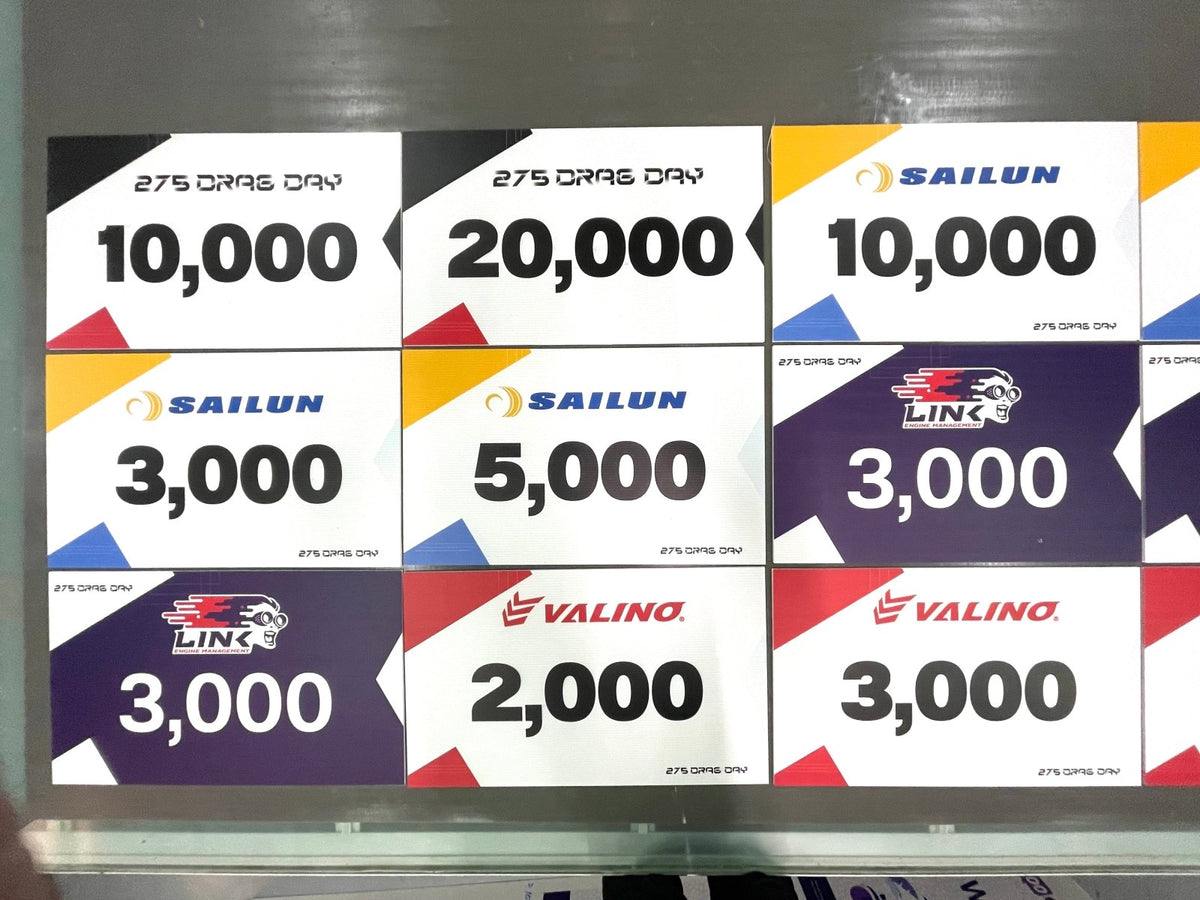 275 DRAG DAY
10,000
275 DRAG DAY
20,000
SAILUN
10,000
275 DRAG DAY
SAILUN
3,000
275 DRAG DAY
SAILUN
5,000
275 DRAG DAY
275 DRAG DAY
LINK
ENGINE MANAGEMENT
3,000
275 DRAG
275 DRAG DAY
LINK
ENGINE MANAGEMENT
3,000
VALINO®
2,000
275 DRAG DAY
VALINO®
3,000
275 DRAG DAY